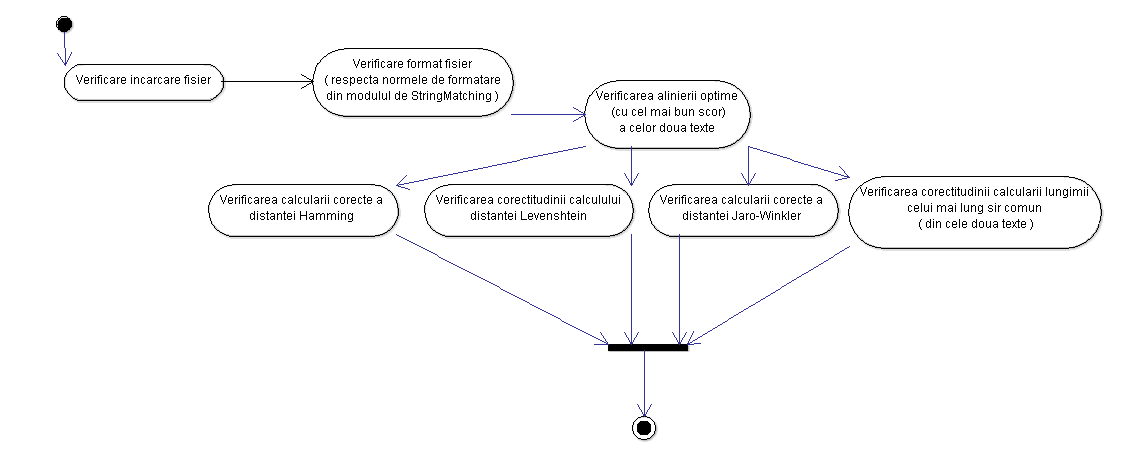 Verificare incarcare fisier
Verificare format fisier
( respecta normele de formatare
din modulul de StringMatching )
Verificarea alinierii optime
(cu cel mai bun scor)
a celor doua texte
Verificarea calcularii corecte a
distantei Hamming
Verificarea corectitudinii calculului
distantei Levenshtein
Verificarea calcularii corecte a
distantei Jaro-Winkler
Verificarea corectitudinii calcularii lungimii
celui mai lung sir comun
( din cele doua texte )